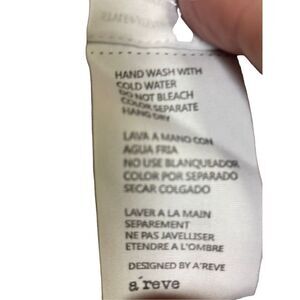 HAND WASH WITH
COLD WATER
DO NOT BLEACH
COLOR SEPARATE
HANG DRY
LAVA A MANO CON
AGUA FRIA
NO USE BLANQUEADOR
COLOR POR SEPARADO
SECAR COLGADO
LAVER A LA MAIN
SEPAREMENT
NE PAS JAVELLISER
ETENDRE A L'OMBRE
DESIGNED BY A'REVE
a'reve